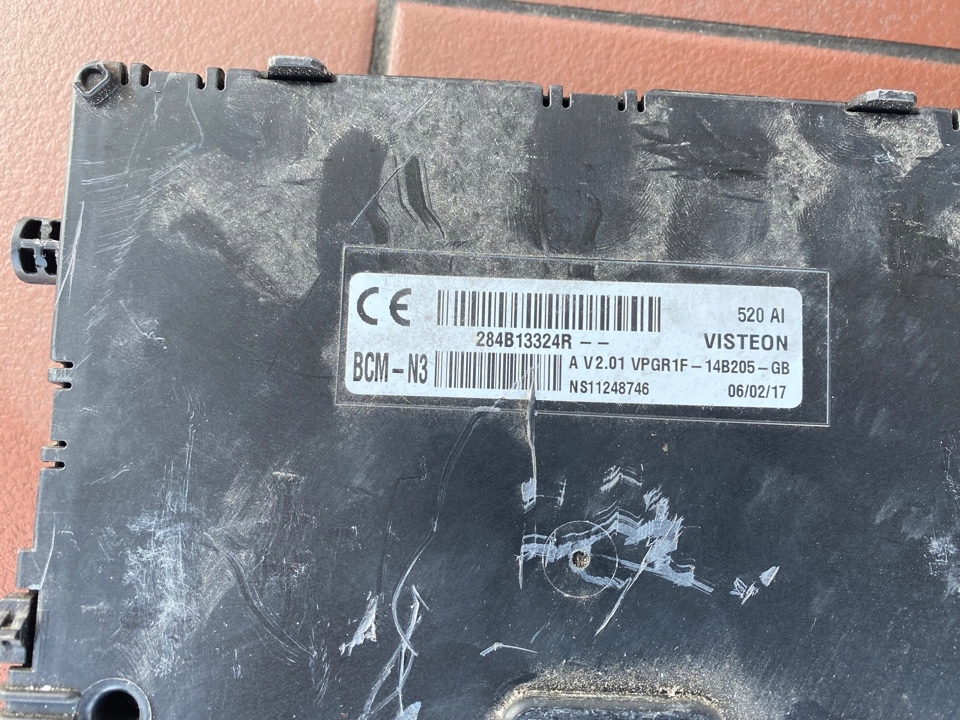 CE 520 AI
284B13324R -- VISTEON
BCM-N3 A V2.01 VPGR1F-14B205-GB
NS11248746 06/02/17